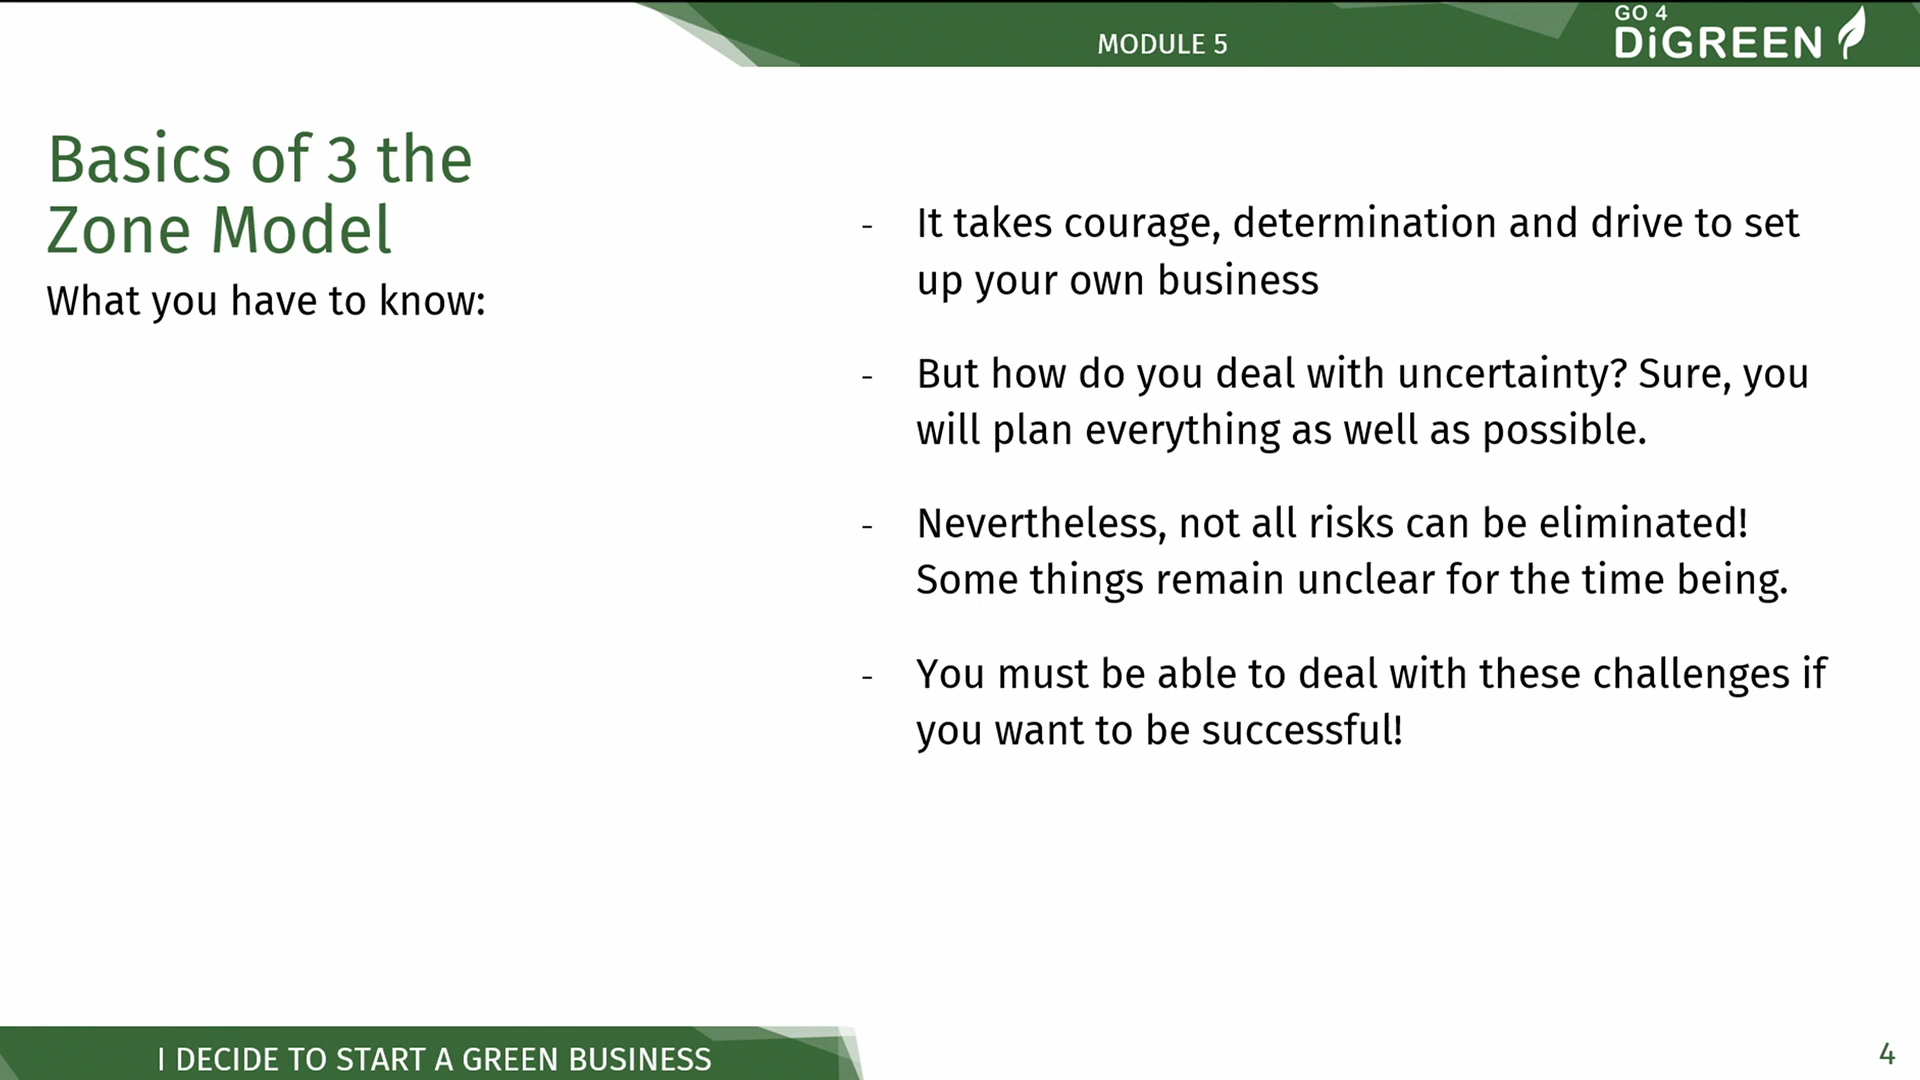 MODULE 5
GO 4
DiGREEN
Basics of 3 the
Zone Model
What you have to know:
- It takes courage, determination and drive to set
up your own business
- But how do you deal with uncertainty? Sure, you
will plan everything as well as possible.
- Nevertheless, not all risks can be eliminated!
Some things remain unclear for the time being.
- You must be able to deal with these challenges if
you want to be successful!
I DECIDE TO START A GREEN BUSINESS
4